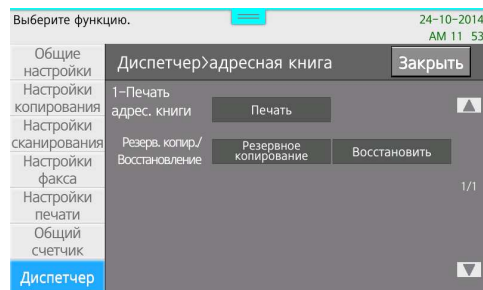 Выберите функцию.
24-10-2014
AM 11 53
Общие
настройки
Настройки
копирования
Настройки
сканирования
Настройки
факса
Настройки
печати
Общий
счетчик
Диспетчер
Диспетчер>адресная книга
Закрыть
1-Печать
адрес. книги
Печать
Резерв. копир./
Восстановление
Резервное
копирование
Восстановить
1/1